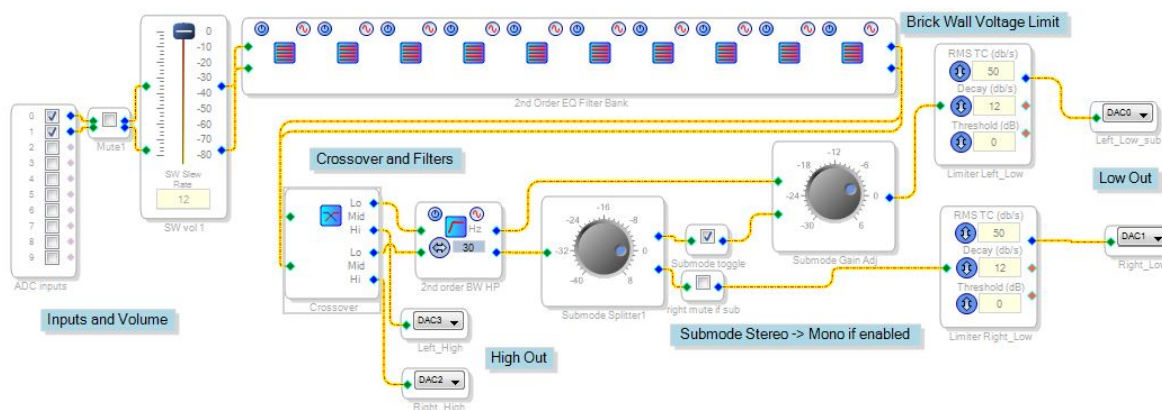 Brick Wall Voltage Limit
0
-10
-20
-30
-40
-50
-60
-70
-80
SW Slew
Rate
12
SW vol 1
2nd Order EQ Filter Bank
RMS TC (db/s)
50
Decay (db/s)
12
Threshold (dB)
0
Limiter Left_Low
DAC0
Left_Low_sub
0
1
2
3
4
5
6
7
8
9
ADC inputs
Mute1
Inputs and Volume
Crossover and Filters
Lo
Mid
Hi
Lo
Mid
Hi
Crossover
Hz
30
2nd order BW HP
-16
-24
-8
-32
0
-40
8
Submode Splitter1
Submode toggle
right mute if sub
-12
-18
-6
-24
0
-30
6
Submode Gain Adj
Low Out
RMS TC (db/s)
50
Decay (db/s)
12
Threshold (dB)
0
Limiter Right_Low
DAC1
Right_Low
Submode Stereo -> Mono if enabled
DAC3
Left_High
High Out
DAC2
Right_High